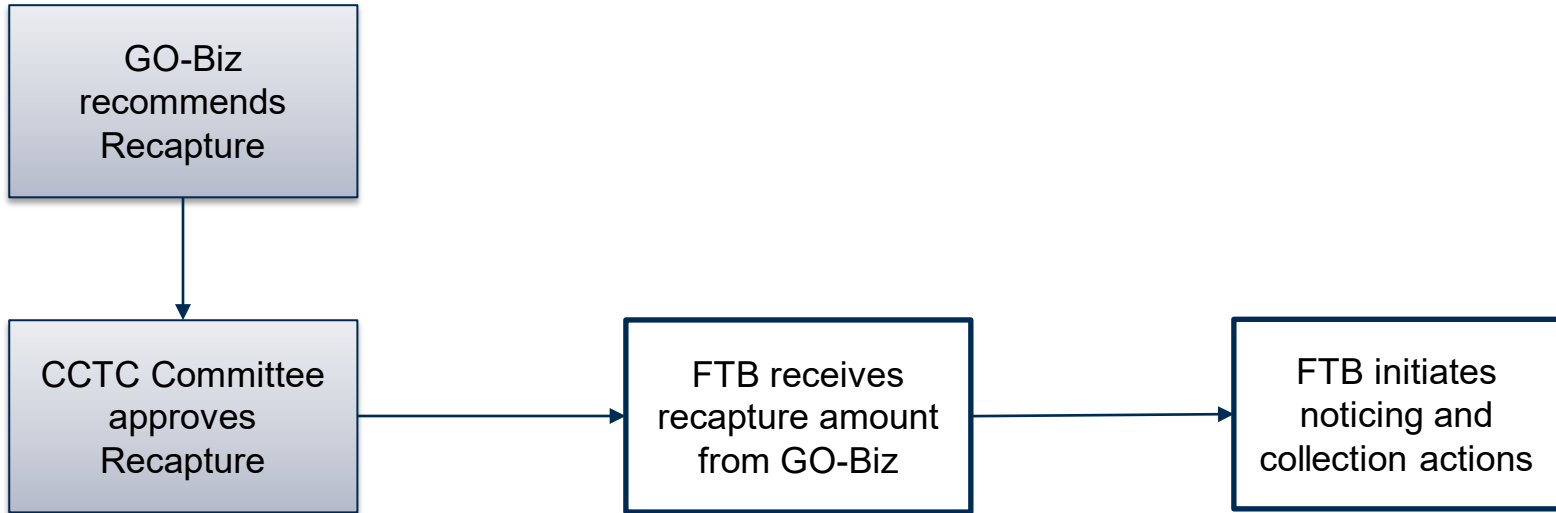 GO-Biz
recommends
Recapture
CCTC Committee
approves
Recapture
FTB receives
recapture amount
from GO-Biz
FTB initiates
noticing and
collection actions